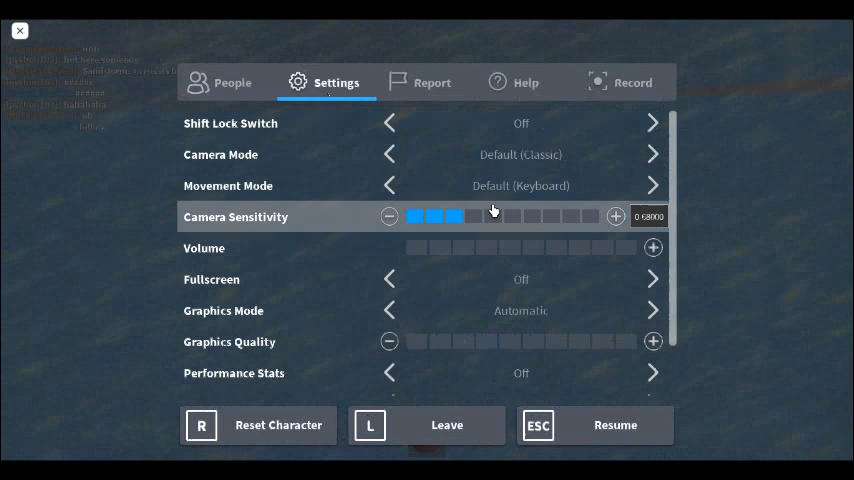 People
Settings
Report
Help
Record
Shift Lock Switch
Off
Camera Mode
Default (Classic)
Movement Mode
Default (Keyboard)
Camera Sensitivity
0.68000
Volume
Fullscreen
Off
Graphics Mode
Automatic
Graphics Quality
Performance Stats
Off
R Reset Character
L Leave
ESC Resume